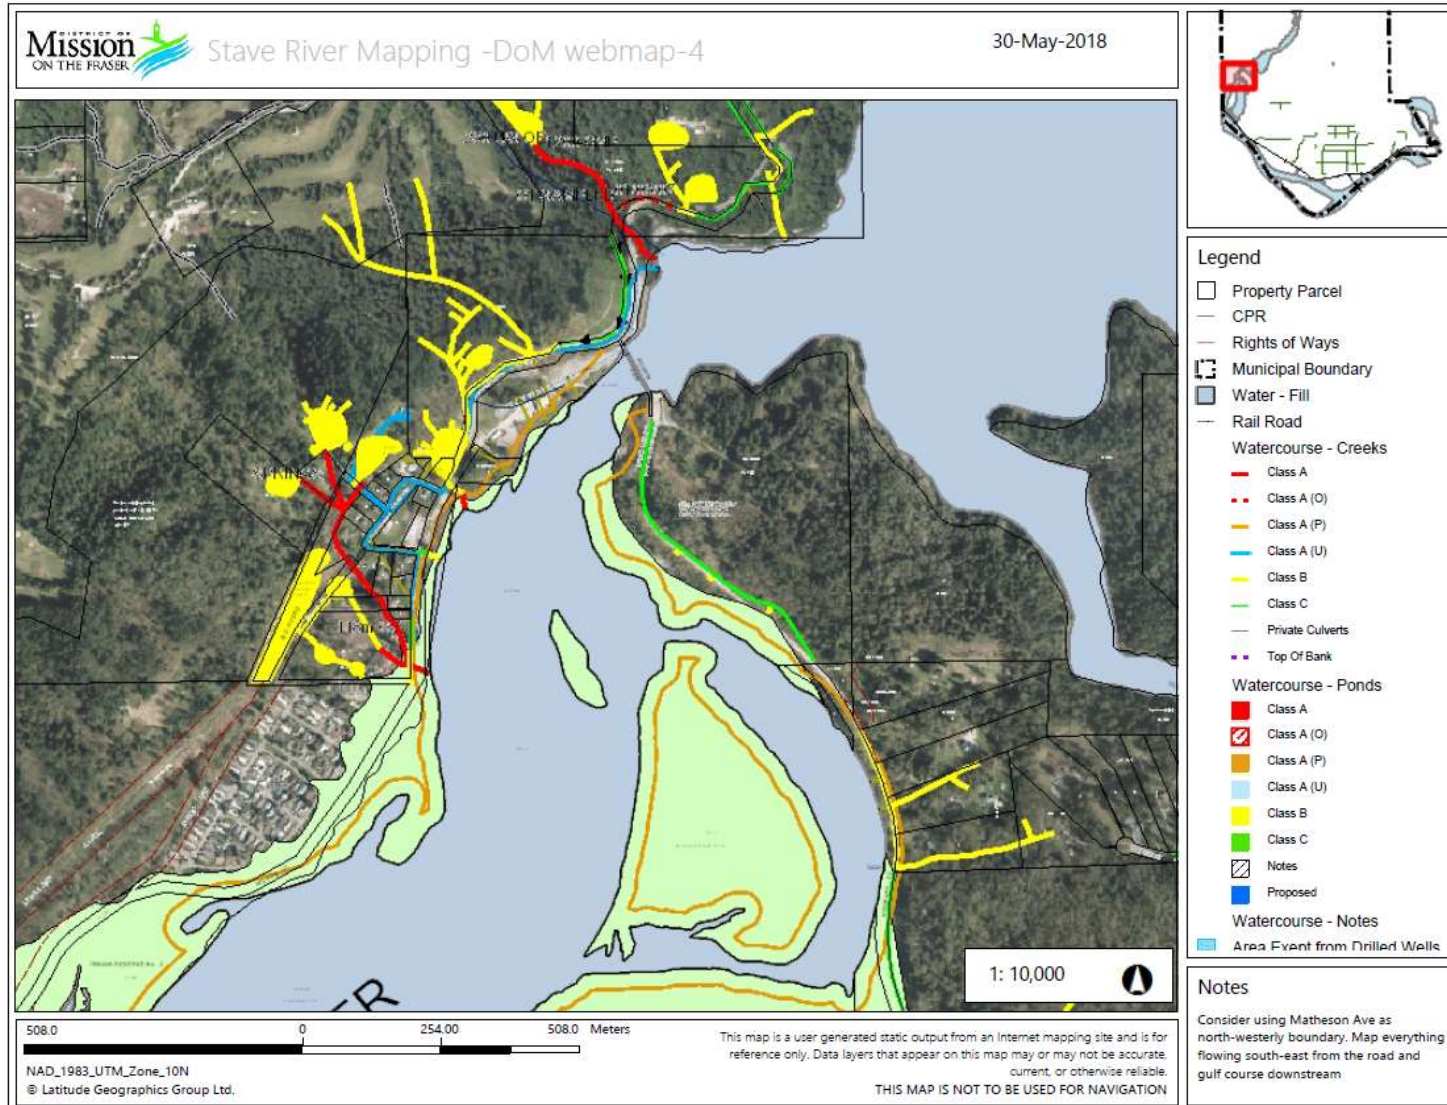 DISTRICT OF
Mission
ON THE FRASER
Stave River Mapping -DoM webmap-4
30-May-2018
Legend
Property Parcel
CPR
Rights of Ways
Municipal Boundary
Water - Fill
Rail Road
Watercourse - Creeks
Class A
Class A (O)
Class A (P)
Class A (U)
Class B
Class C
Private Culverts
Top Of Bank
Watercourse - Ponds
Class A
Class A (O)
Class A (P)
Class A (U)
Class B
Class C
Notes
Proposed
Watercourse - Notes
Area Exent from Drilled Wells
1: 10,000
Notes
Consider using Matheson Ave as
north-westerly boundary. Map everything
flowing south-east from the road and
gulf course downstream
508.0 0 254.00 508.0 Meters
NAD_1983_UTM_Zone_10N
© Latitude Geographics Group Ltd.
This map is a user generated static output from an Internet mapping site and is for
reference only. Data layers that appear on this map may or may not be accurate,
current, or otherwise reliable.
THIS MAP IS NOT TO BE USED FOR NAVIGATION